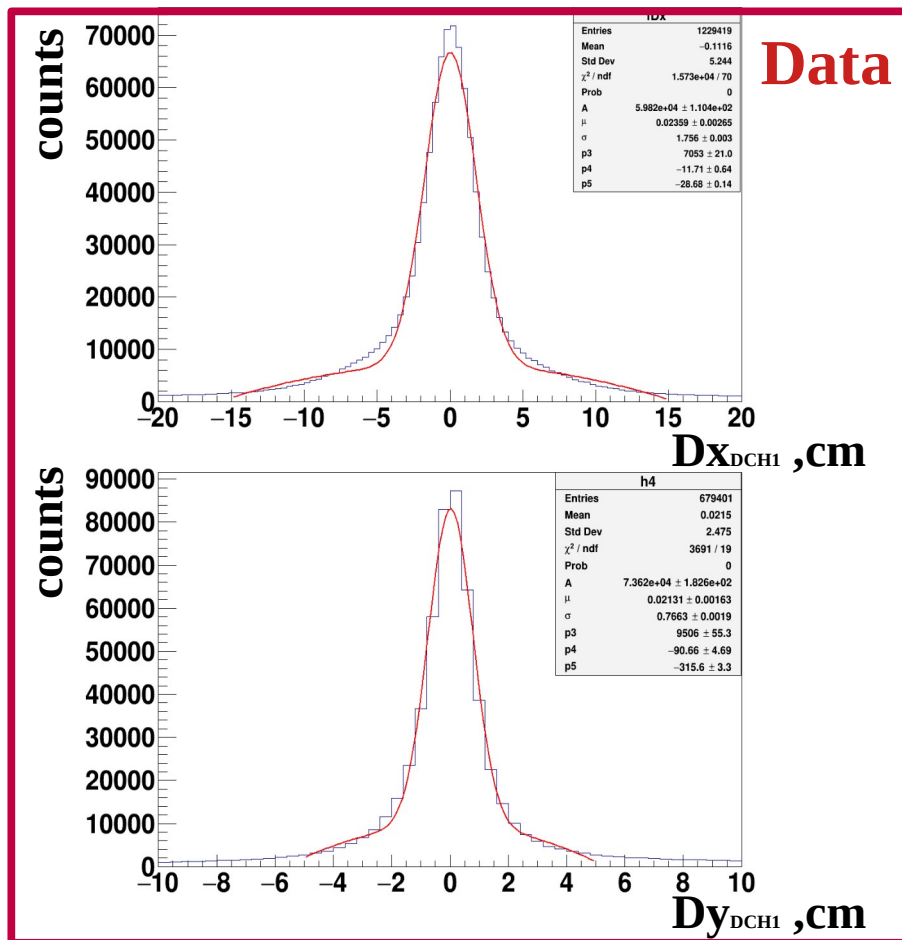 Data
counts
70000
60000
50000
40000
30000
20000
10000
0
−20 −15 −10 −5 0 5 10 15 20
Dx DCH1 ,cm
Entries 1229419
Mean −0.1116
Std Dev 5.244
χ² / ndf 1.573e+04 / 70
Prob 0
A 5.982e+04 ± 1.104e+02
μ 0.02359 ± 0.00265
σ 1.756 ± 0.003
p3 7053 ± 21.0
p4 −11.71 ± 0.64
p5 −28.68 ± 0.14
counts
90000
80000
70000
60000
50000
40000
30000
20000
10000
0
−10 −8 −6 −4 −2 0 2 4 6 8 10
Dy DCH1 ,cm
h4
Entries 679401
Mean 0.0215
Std Dev 2.475
χ² / ndf 3691 / 19
Prob 0
A 7.362e+04 ± 1.826e+02
μ 0.02131 ± 0.00163
σ 0.7663 ± 0.0019
p3 9506 ± 55.3
p4 −90.66 ± 4.69
p5 −315.6 ± 3.3